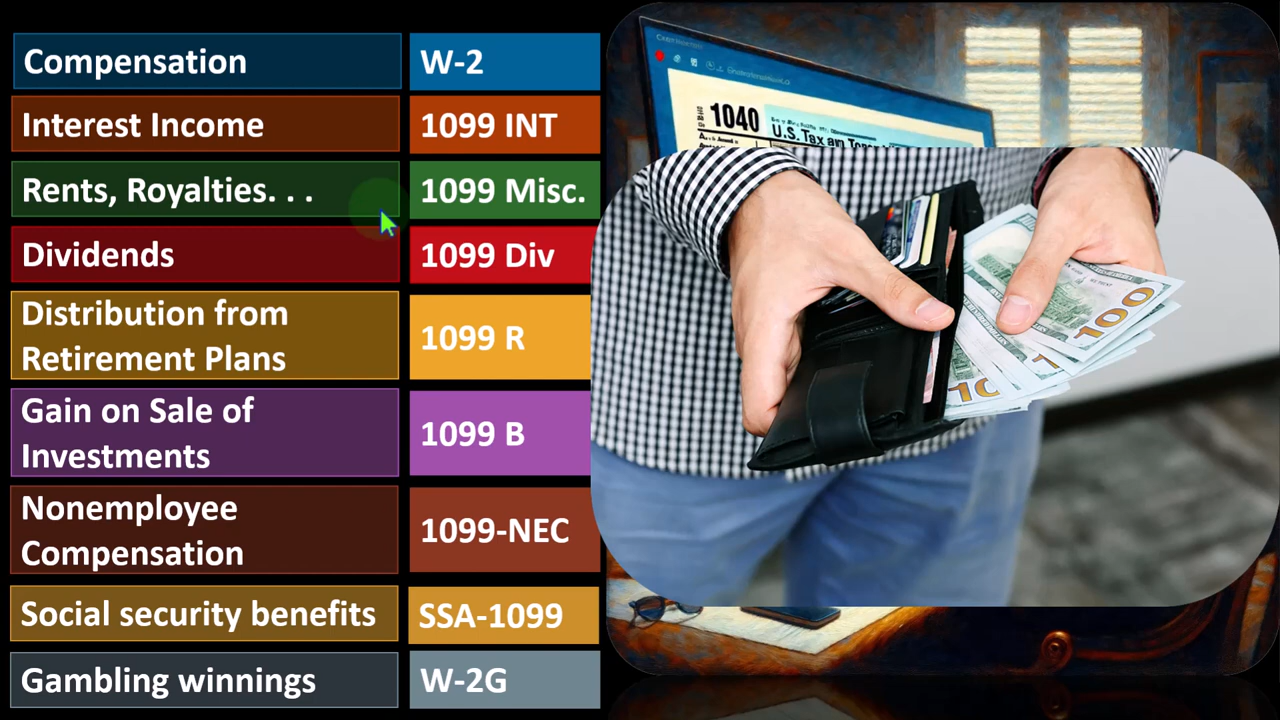 Compensation
W-2
Interest Income
1099 INT
Rents, Royalties. . .
1099 Misc.
Dividends
1099 Div
Distribution from
Retirement Plans
1099 R
Gain on Sale of
Investments
1099 B
Nonemployee
Compensation
1099-NEC
Social security benefits
SSA-1099
Gambling winnings
W-2G
1040
U.S. Tax
100